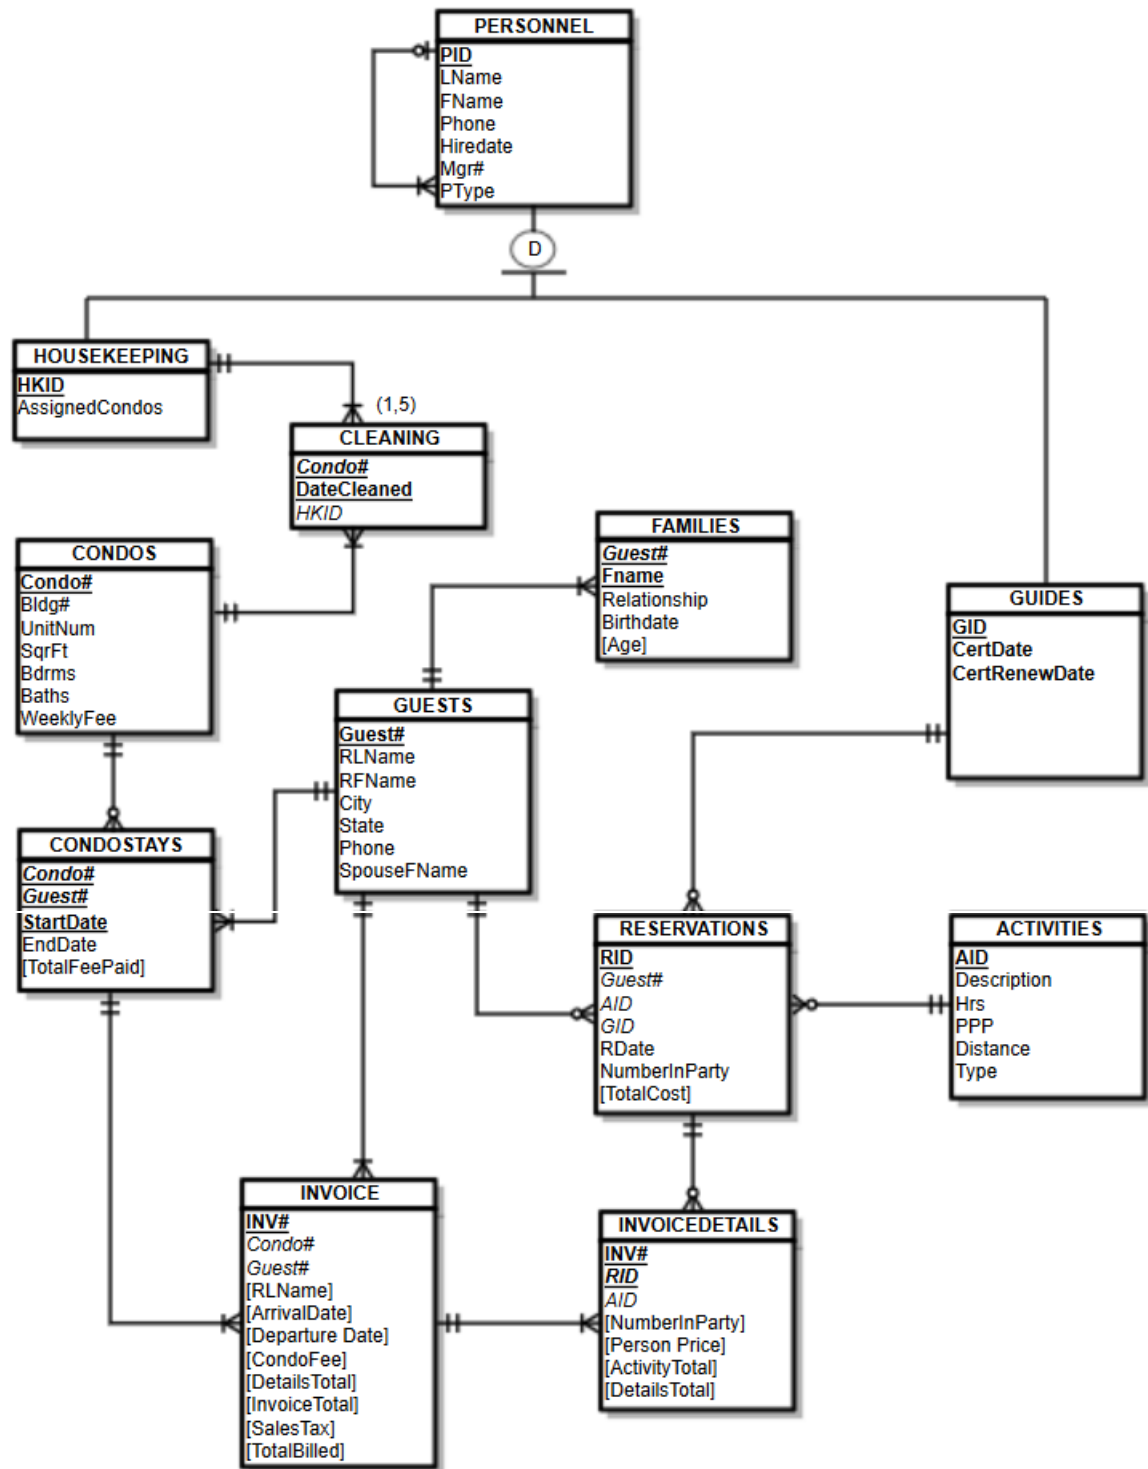 PERSONNEL
PID
LName
FName
Phone
Hiredate
Mgr#
PType
D
HOUSEKEEPING
HKID
AssignedCondos
(1,5)
CLEANING
Condo#
DateCleaned
HKID
FAMILIES
Guest#
Fname
Relationship
Birthdate
[Age]
CONDOS
Condo#
Bldg#
UnitNum
SqrFt
Bdrms
Baths
WeeklyFee
GUIDES
GID
CertDate
CertRenewDate
GUESTS
Guest#
RLName
RFName
City
State
Phone
SpouseFName
CONDOSTAYS
Condo#
Guest#
StartDate
EndDate
[TotalFeePaid]
RESERVATIONS
RID
Guest#
AID
GID
RDate
NumberInParty
[TotalCost]
ACTIVITIES
AID
Description
Hrs
PPP
Distance
Type
INVOICE
INV#
Condo#
Guest#
[RLName]
[ArrivalDate]
[Departure Date]
[CondoFee]
[DetailsTotal]
[InvoiceTotal]
[SalesTax]
[TotalBilled]
INVOICEDETAILS
INV#
RID
AID
[NumberInParty]
[Person Price]
[ActivityTotal]
[DetailsTotal]